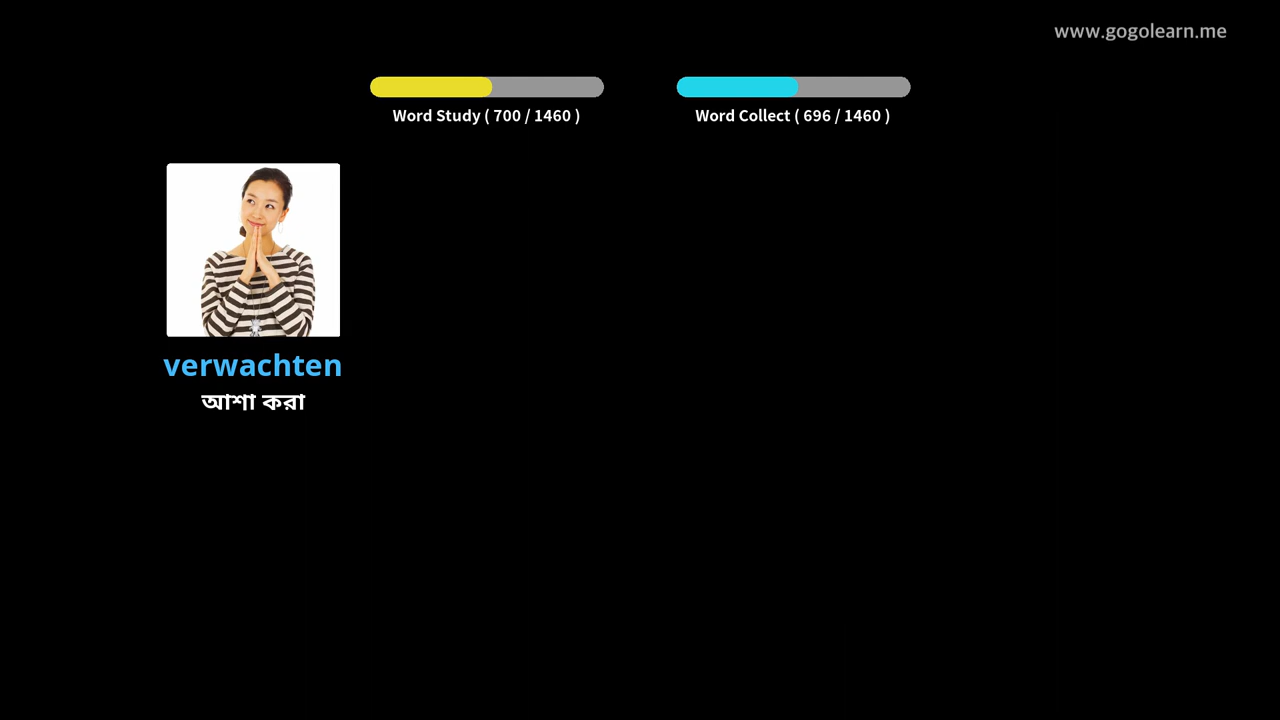 www.gogolearn.me
Word Study ( 700 / 1460 )
Word Collect ( 696 / 1460 )
verwachten
আশা করা